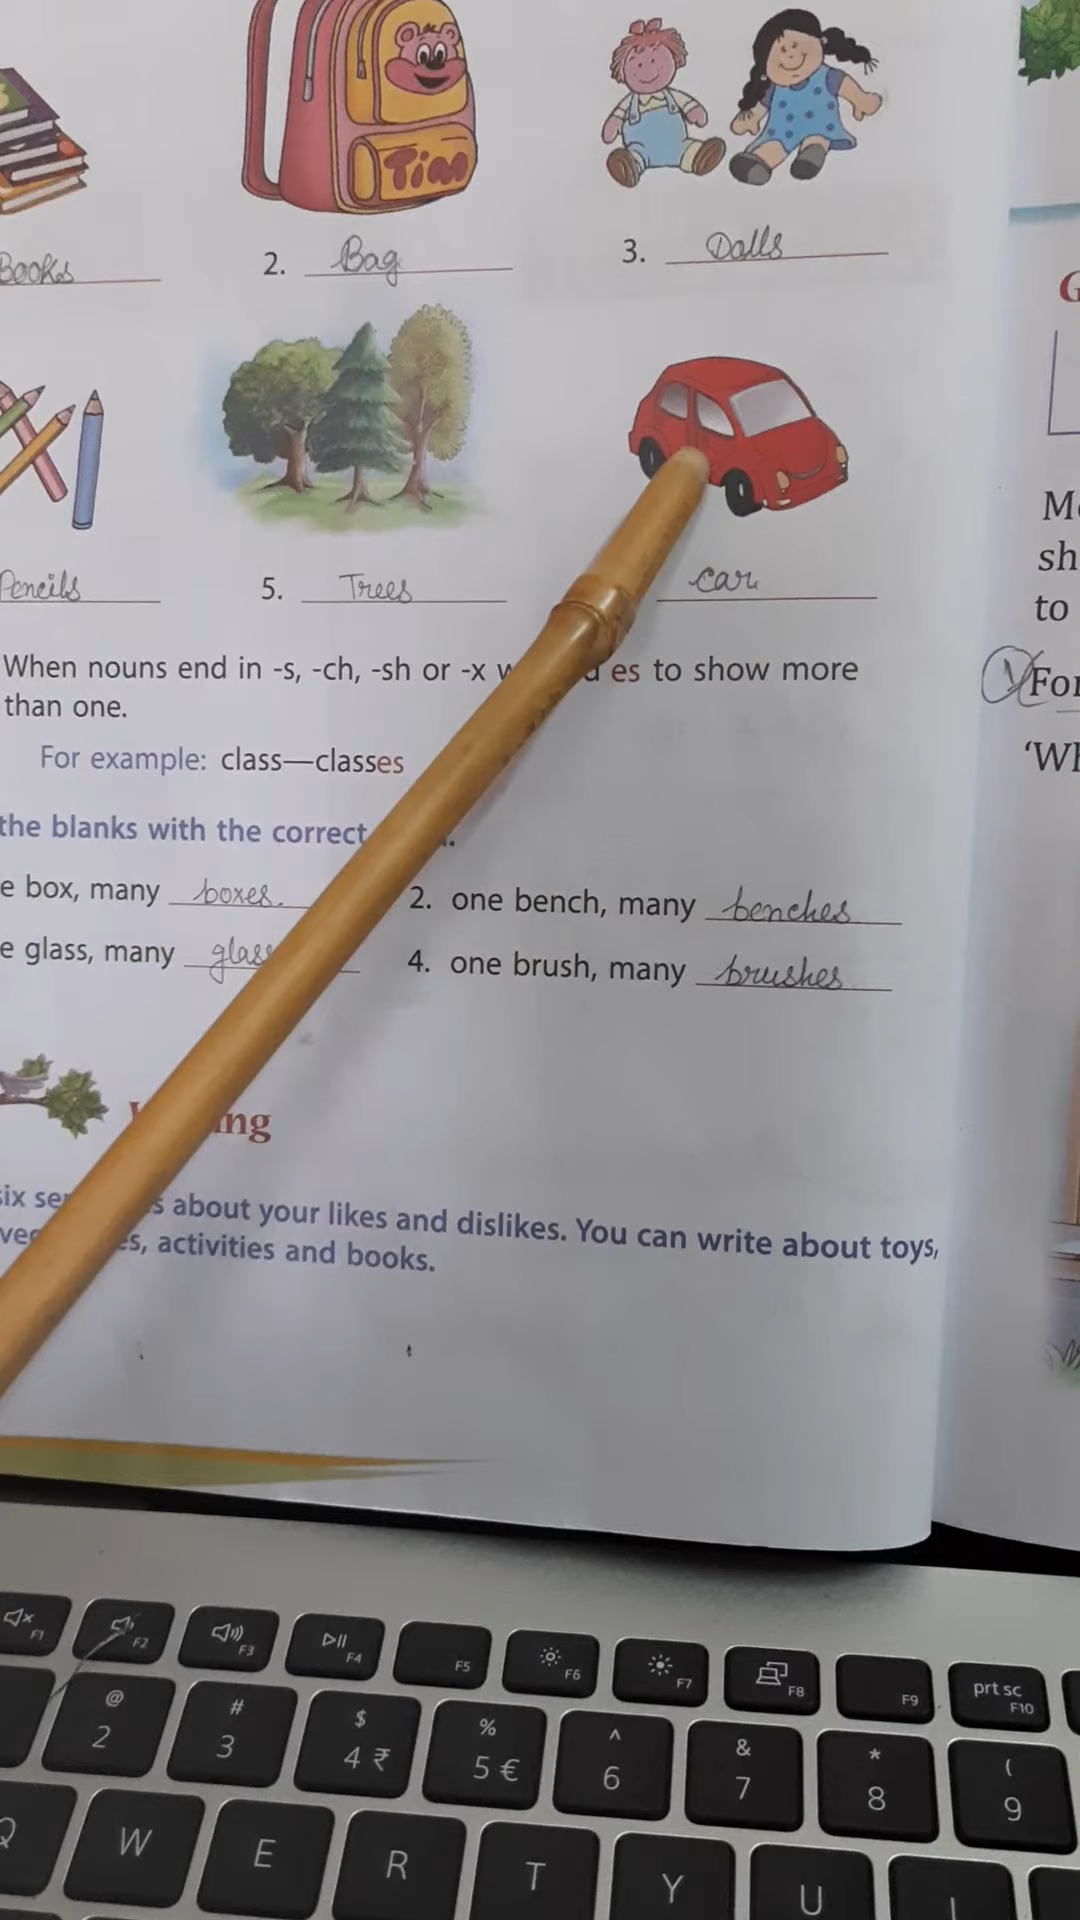 Tim
Books
2. Bag
3. Dolls
Pencils
5. Trees
car
When nouns end in -s, -ch, -sh or -x es to show more
than one.
For example: class—classes
the blanks with the correct
box, many boxes.
2. one bench, many benches
glass, many
4. one brush, many brushes
six about your likes and dislikes. You can write about toys,
activities and books.
G
sh
to
F1 F2 F3 F4 F5 F6 F7 F8 F9 prt sc F10
@ # $ % ^ & * (
2 3 4 ₹ 5 € 6 7 8 9
Q W E R T Y U